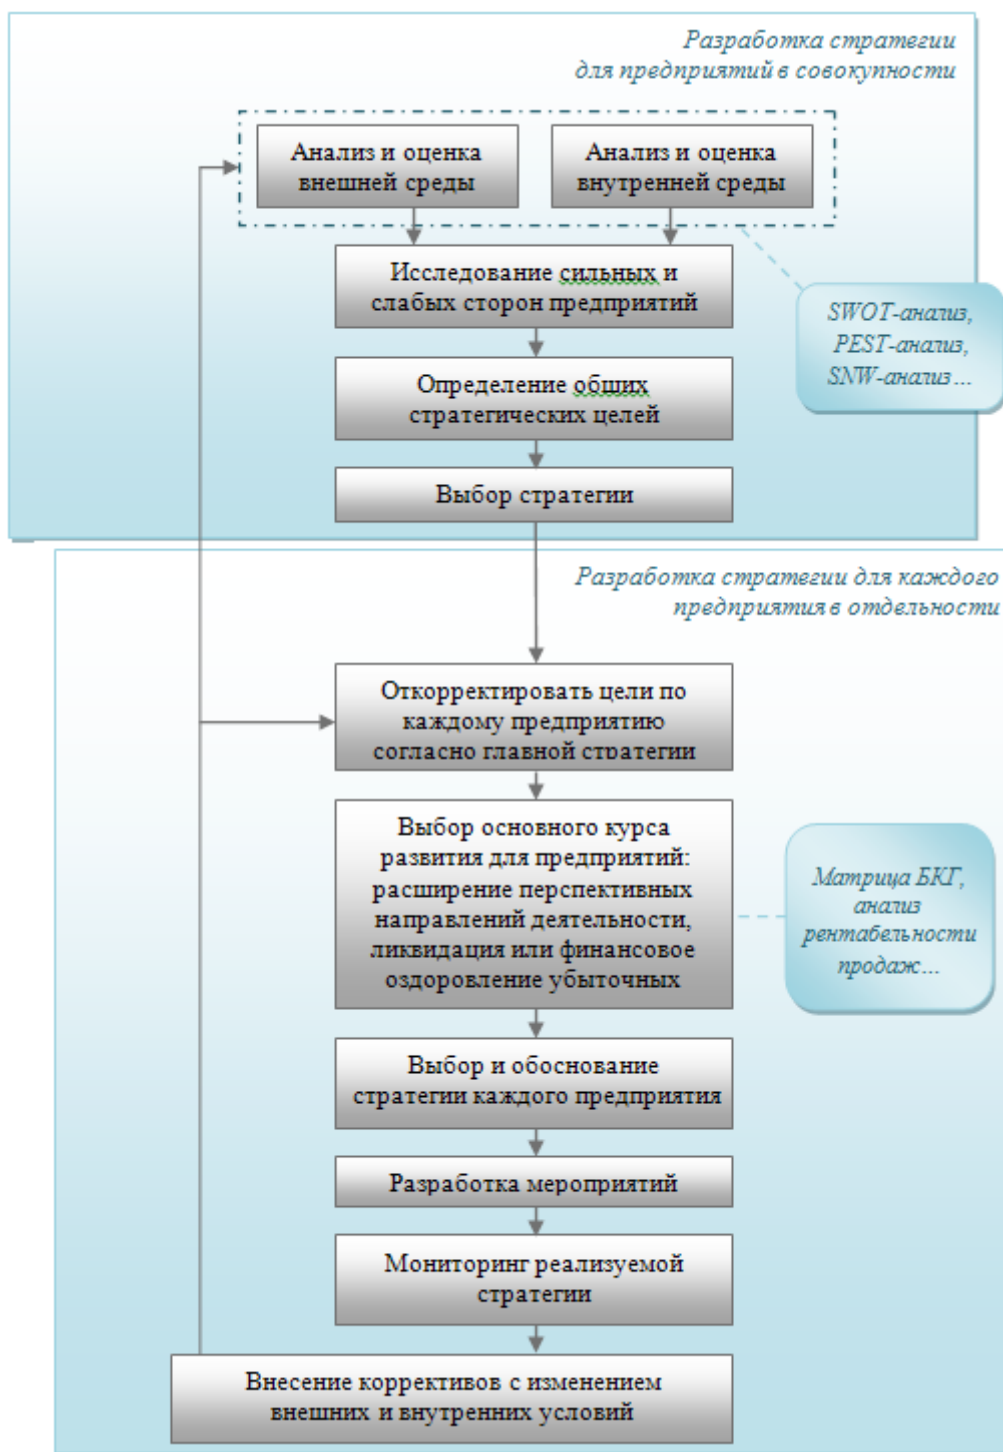 Разработка стратегии
для предприятий в совокупности
Анализ и оценка
внешней среды
Анализ и оценка
внутренней среды
Исследование сильных и
слабых сторон предприятий
SWOT-анализ,
PEST-анализ,
SNW-анализ...
Определение общих
стратегических целей
Выбор стратегии
Разработка стратегии для каждого
предприятия в отдельности
Откорректировать цели по
каждому предприятию
согласно главной стратегии
Выбор основного курса
развития для предприятий:
расширение перспективных
направлений деятельности,
ликвидация или финансовое
оздоровление убыточных
Матрица БКГ,
анализ
рентабельности
продаж...
Выбор и обоснование
стратегии каждого предприятия
Разработка мероприятий
Мониторинг реализуемой
стратегии
Внесение коррективов с изменением
внешних и внутренних условий